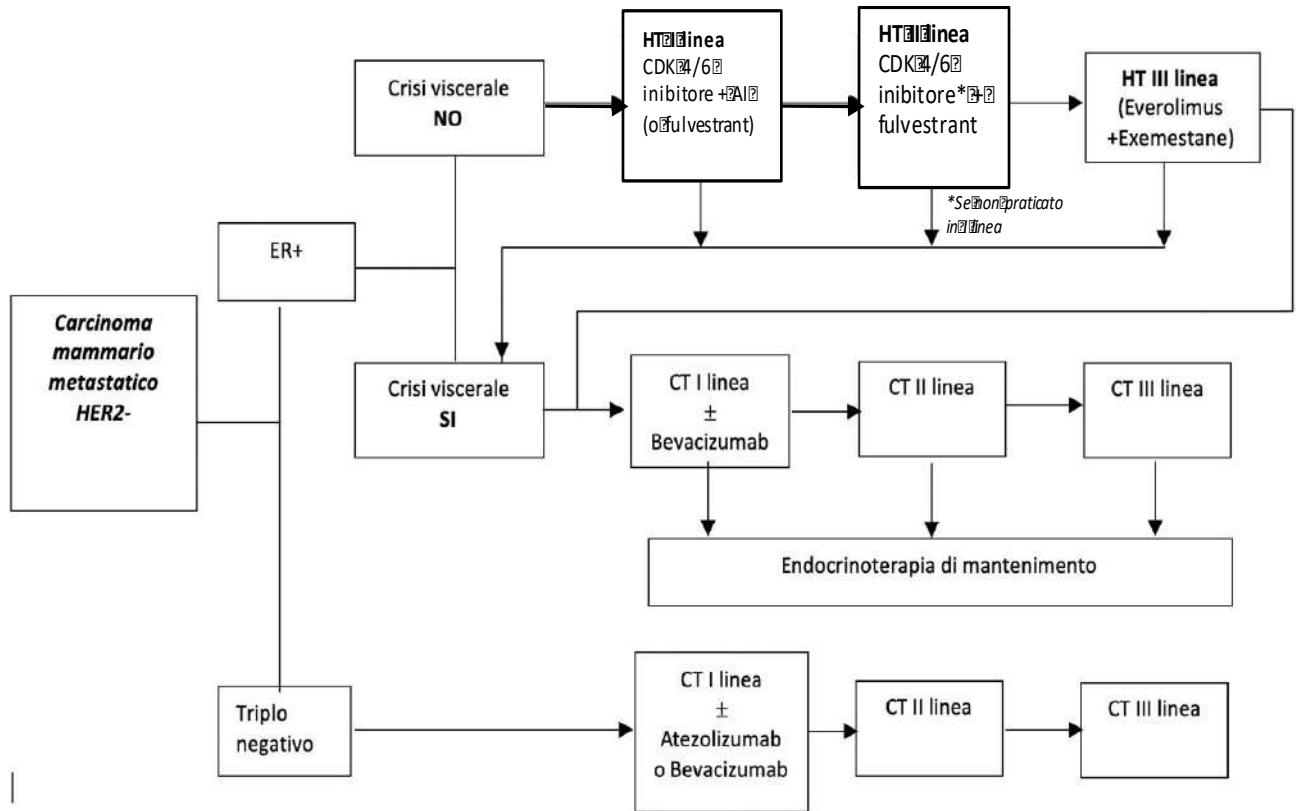 HT I linea
CDK 4/6
inibitore + AI
(o fulvestrant)
HT II linea
CDK 4/6
inibitore* +
fulvestrant
HT III linea
(Everolimus
+Exemestane)
Crisi viscerale
NO
*Se non praticato
in I linea
ER+
Carcinoma
mammario
metastatico
HER2-
Crisi viscerale
SI
CT I linea
±
Bevacizumab
CT II linea
CT III linea
Endocrinoterapia di mantenimento
Triplo
negativo
CT I linea
±
Atezolizumab
o Bevacizumab
CT II linea
CT III linea